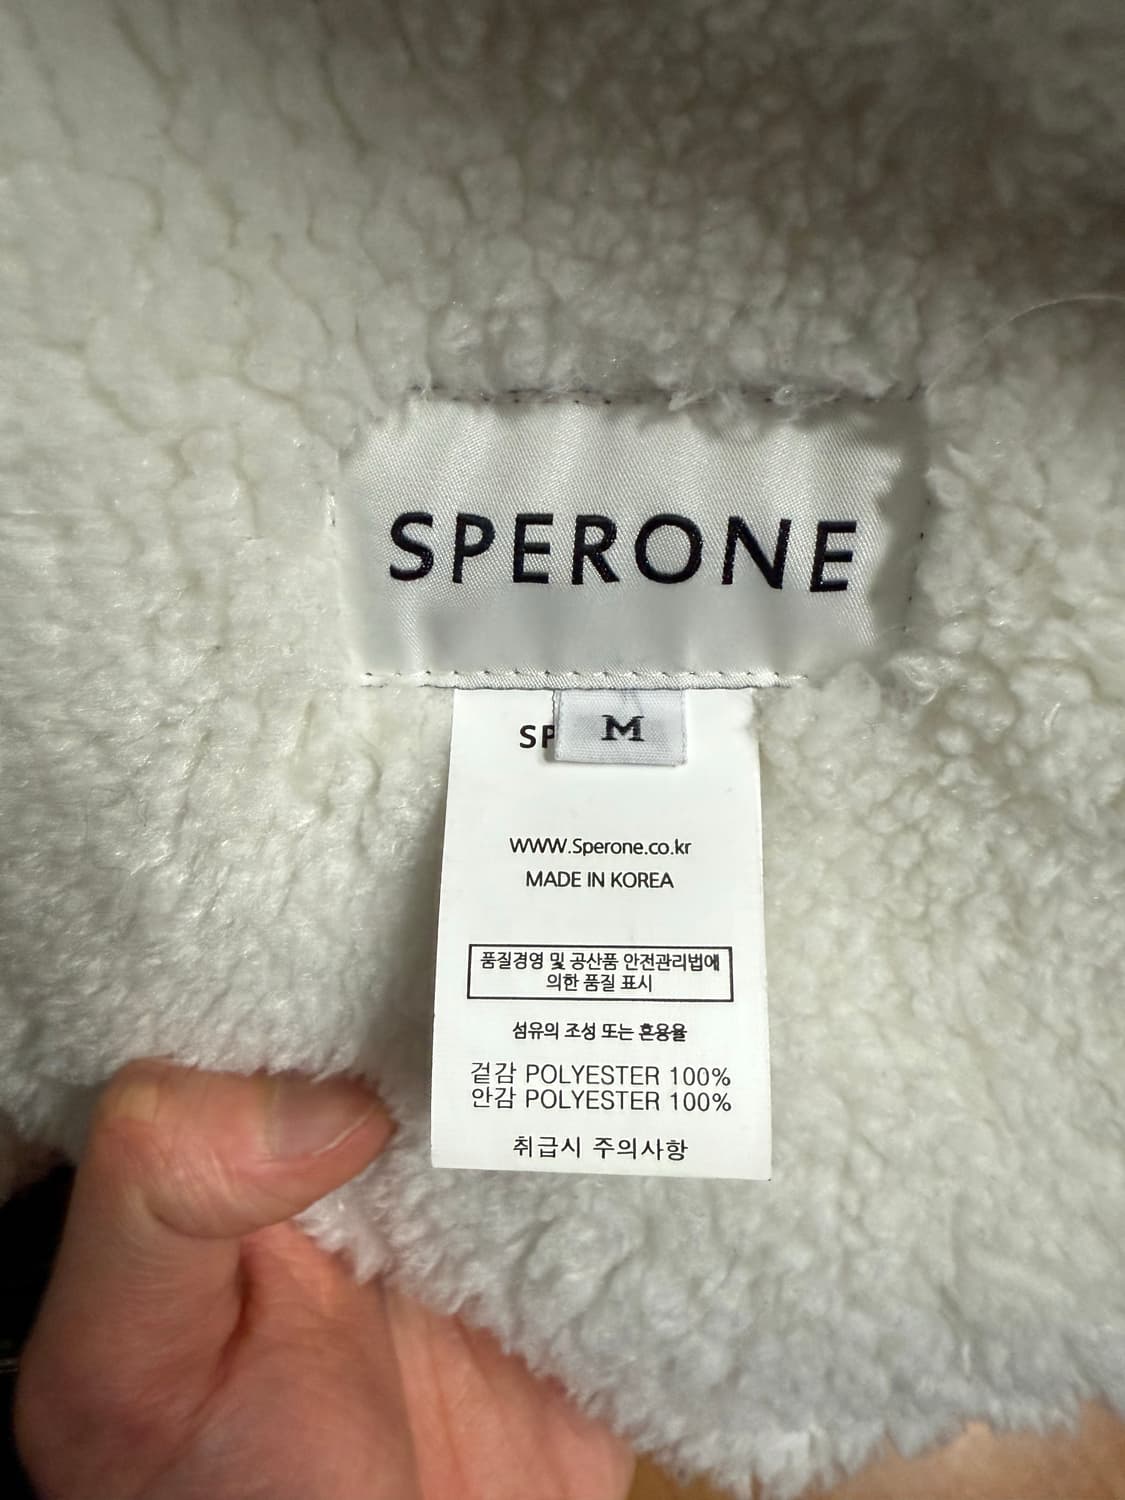 SPERONE
M
SP
WWW.Sperone.co.kr
MADE IN KOREA
품질경영 및 공산품 안전관리법에
의한 품질 표시
섬유의 조성 또는 혼용율
겉감 POLYESTER 100%
안감 POLYESTER 100%
취급시 주의사항